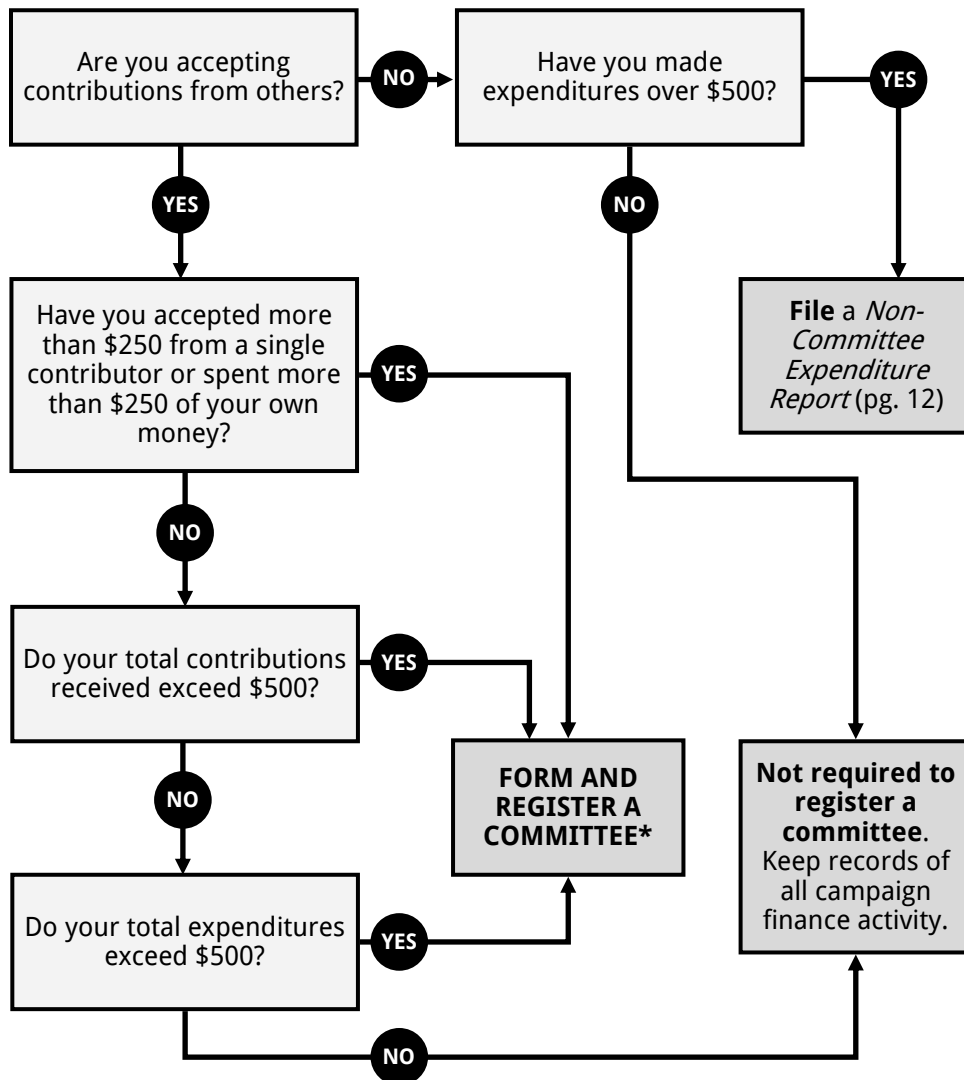 Are you accepting
contributions from others?
NO
Have you made
expenditures over $500?
YES
YES
NO
Have you accepted more
than $250 from a single
contributor or spent more
than $250 of your own
money?
YES
File a Non-
Committee
Expenditure
Report (pg. 12)
NO
Do your total contributions
received exceed $500?
YES
NO
FORM AND
REGISTER A
COMMITTEE*
Not required to
register a
committee.
Keep records of
all campaign
finance activity.
Do your total expenditures
exceed $500?
YES
NO